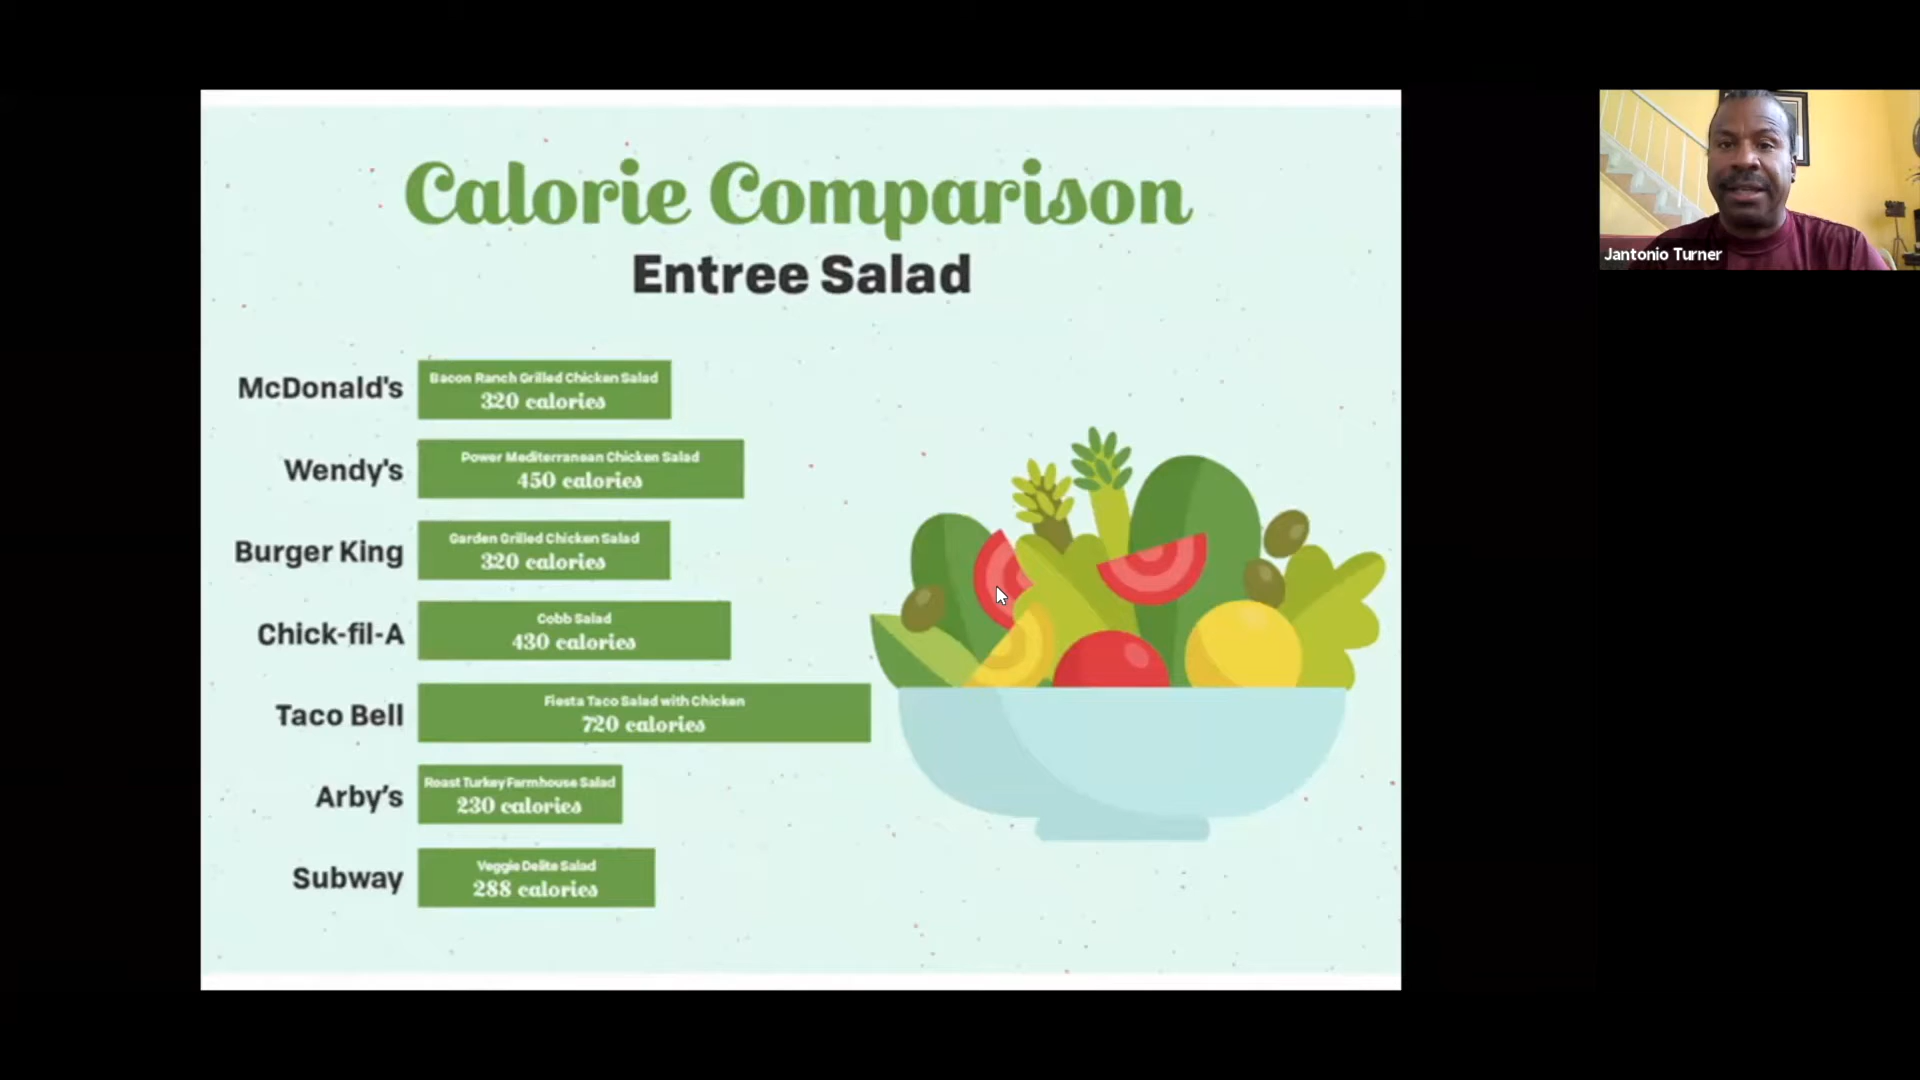 Calorie Comparison
Entree Salad
McDonald's
Bacon Ranch Grilled Chicken Salad
320 calories
Wendy's
Power Mediterranean Chicken Salad
450 calories
Burger King
Garden Grilled Chicken Salad
320 calories
Chick-fil-A
Cobb Salad
430 calories
Taco Bell
Fiesta Taco Salad with Chicken
720 calories
Arby's
Roast Turkey Farmhouse Salad
230 calories
Subway
Veggie Delite Salad
288 calories
Jantonio Turner